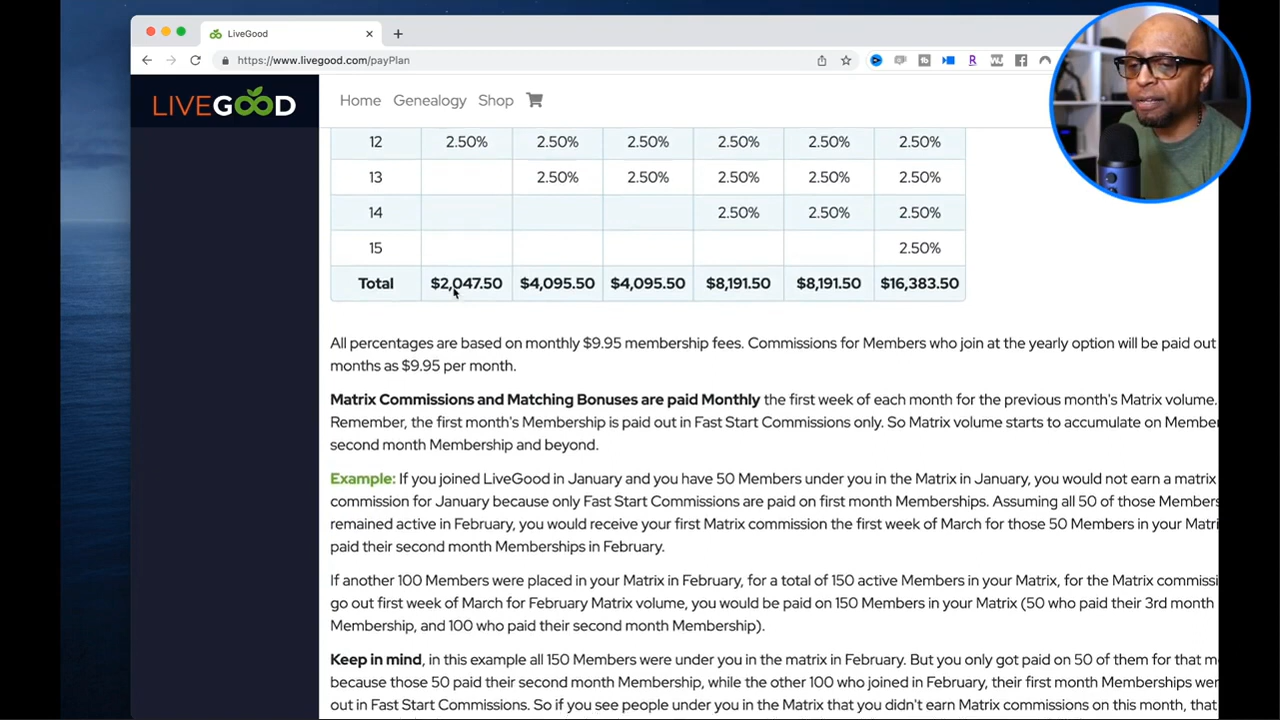 LiveGood
https://www.livegood.com/payPlan
LIVEGOOD
Home Genealogy Shop
12 2.50% 2.50% 2.50% 2.50% 2.50% 2.50%
13 2.50% 2.50% 2.50% 2.50% 2.50%
14 2.50% 2.50% 2.50%
15 2.50%
Total $2,047.50 $4,095.50 $4,095.50 $8,191.50 $8,191.50 $16,383.50
All percentages are based on monthly $9.95 membership fees. Commissions for Members who join at the yearly option will be paid out
months as $9.95 per month.
Matrix Commissions and Matching Bonuses are paid Monthly the first week of each month for the previous month's Matrix volume.
Remember, the first month's Membership is paid out in Fast Start Commissions only. So Matrix volume starts to accumulate on Member
second month Membership and beyond.
Example: If you joined LiveGood in January and you have 50 Members under you in the Matrix in January, you would not earn a matrix
commission for January because only Fast Start Commissions are paid on first month Memberships. Assuming all 50 of those Members
remained active in February, you would receive your first Matrix commission the first week of March for those 50 Members in your Matri
paid their second month Memberships in February.
If another 100 Members were placed in your Matrix in February, for a total of 150 active Members in your Matrix, for the Matrix commissi
go out first week of March for February Matrix volume, you would be paid on 150 Members in your Matrix (50 who paid their 3rd month
Membership, and 100 who paid their second month Membership).
Keep in mind, in this example all 150 Members were under you in the matrix in February. But you only got paid on 50 of them for that m
because those 50 paid their second month Membership, while the other 100 who joined in February, their first month Memberships wer
out in Fast Start Commissions. So if you see people under you in the Matrix that you didn't earn Matrix commissions on this month, that